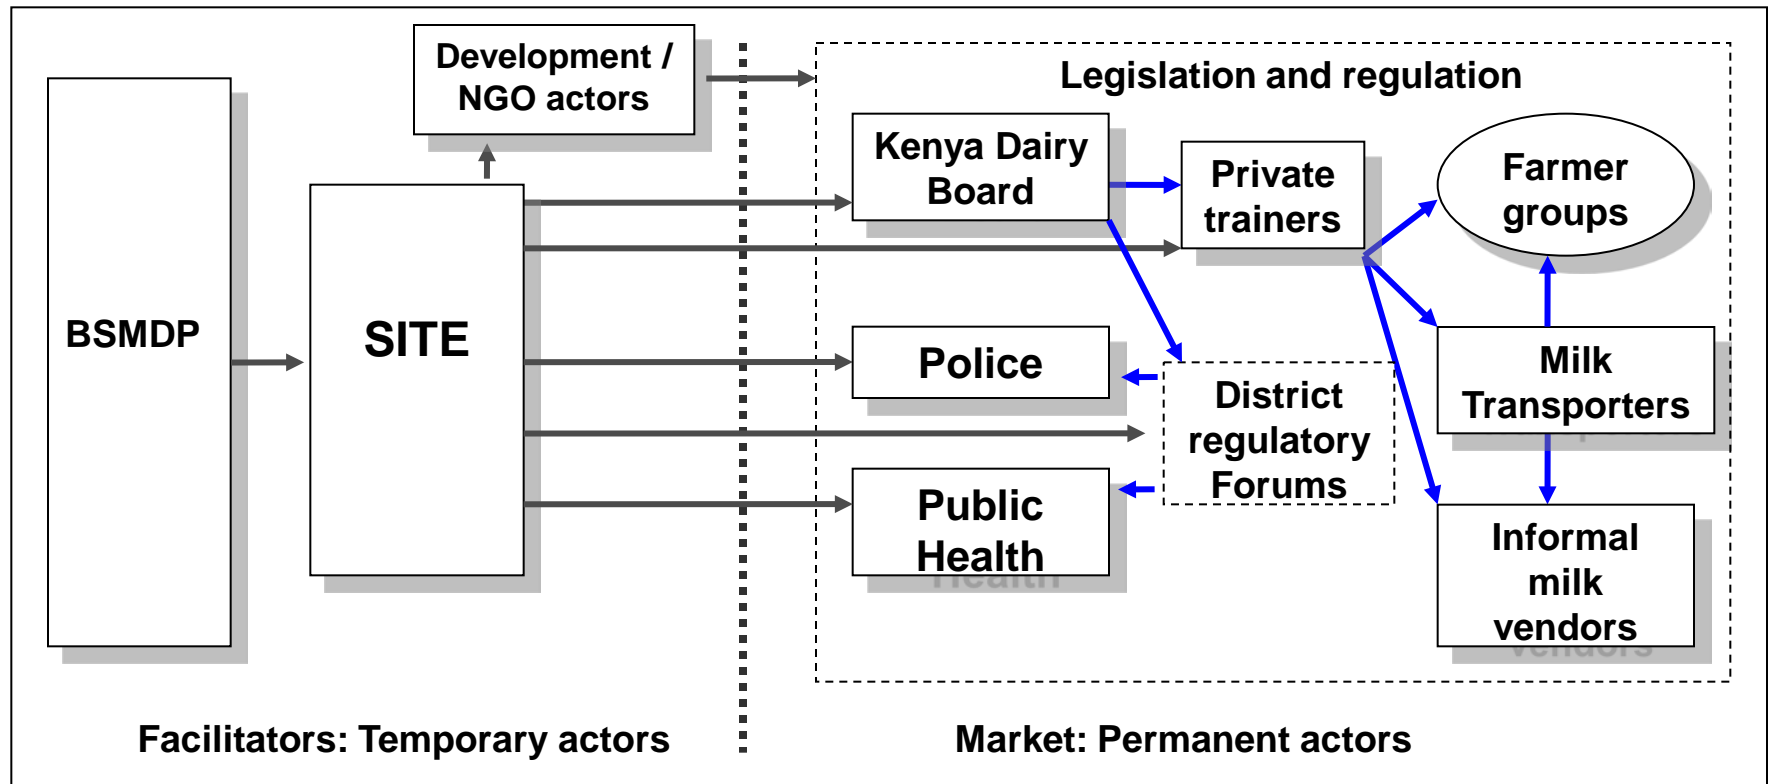 Development /
NGO actors
BSMDP
SITE
Legislation and regulation
Kenya Dairy
Board
Private
trainers
Farmer
groups
Police
District
regulatory
Forums
Milk
Transporters
Public
Health
Informal
milk
vendors
Facilitators: Temporary actors
Market: Permanent actors